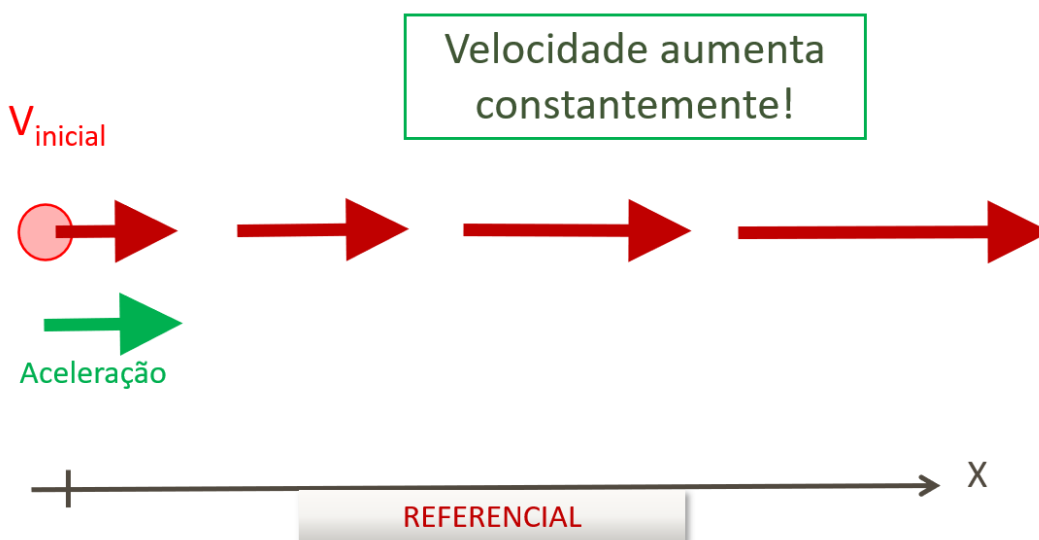 Velocidade aumenta
constantemente!
Vinicial
Aceleração
X
REFERENCIAL